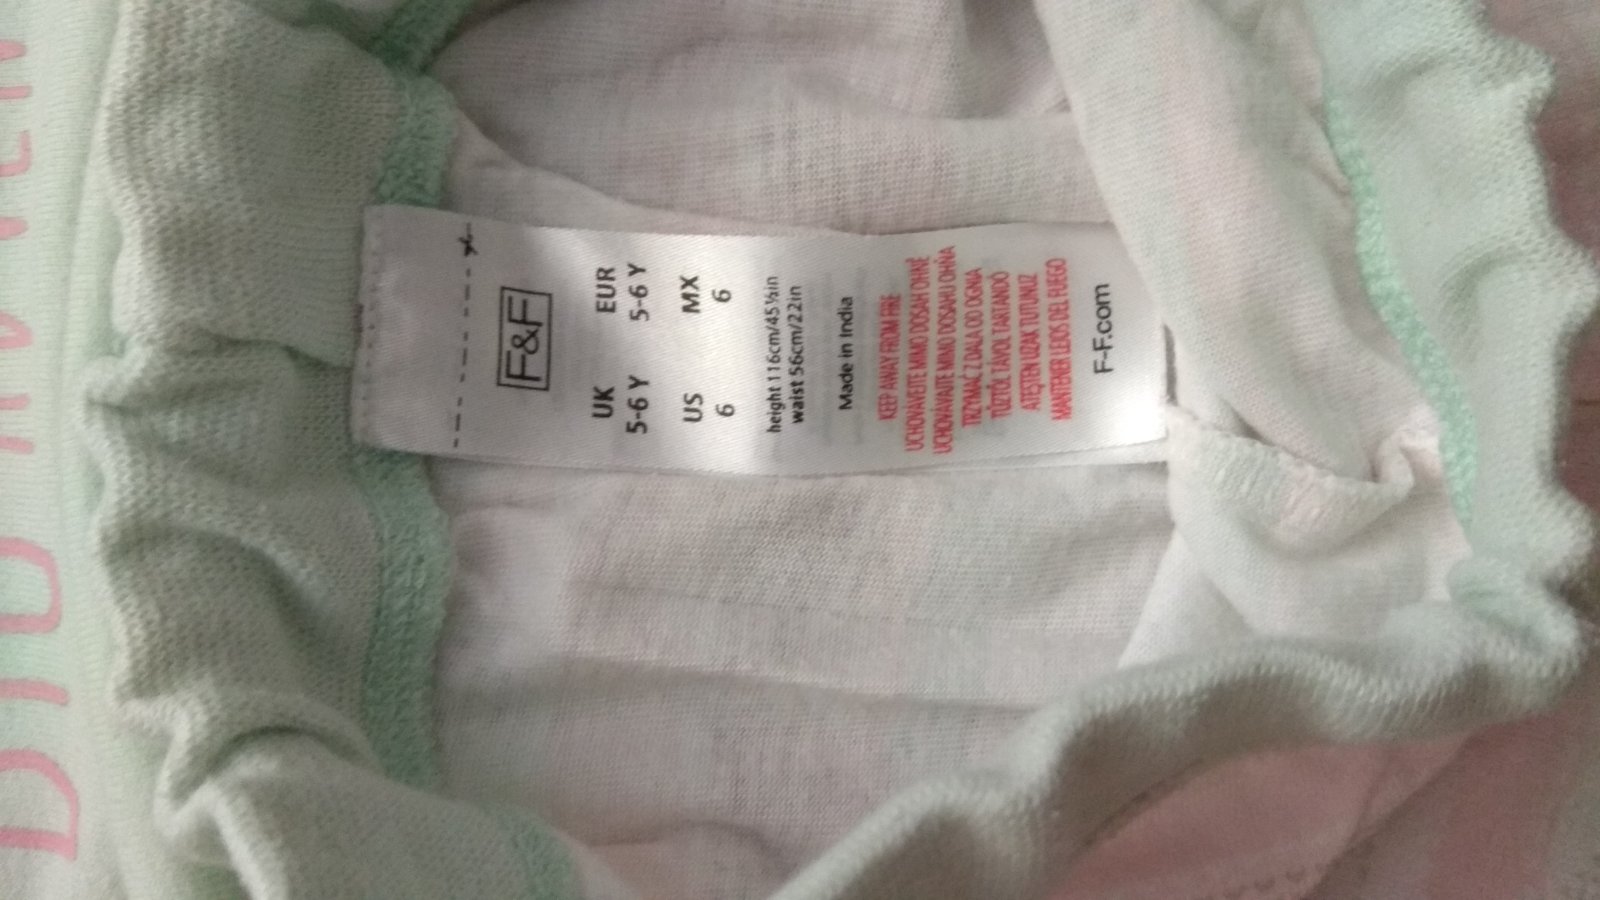 F&F
UK EUR
5-6 Y 5-6 Y
US MX
6 6
height 116cm/45½in
waist 56cm/22in
Made in India
KEEP AWAY FROM FIRE
UCHOVÁVEJTE MIMO DOSAH OHNĚ
UCHOVÁVAJTE MIMO DOSAHU OHŇA
TRZYMAĆ Z DALA OD OGNIA
TŰZTŐL TÁVOL TARTANDÓ
ATEŞTEN UZAK TUTUNUZ
MANTENER LEJOS DEL FUEGO
F-F.com